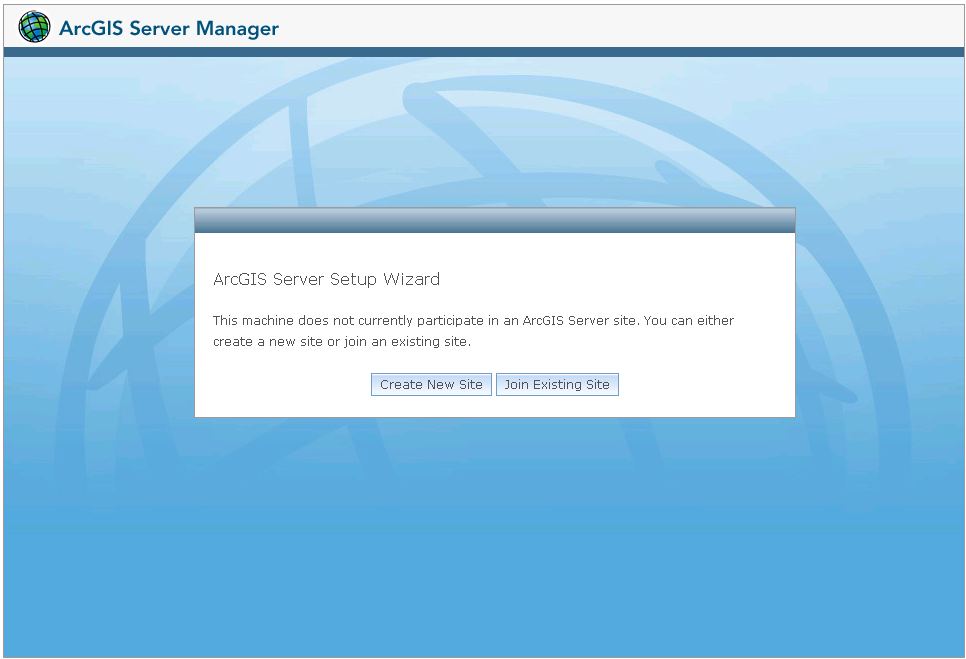 ArcGIS Server Manager
ArcGIS Server Setup Wizard
This machine does not currently participate in an ArcGIS Server site. You can either
create a new site or join an existing site.
Create New Site Join Existing Site